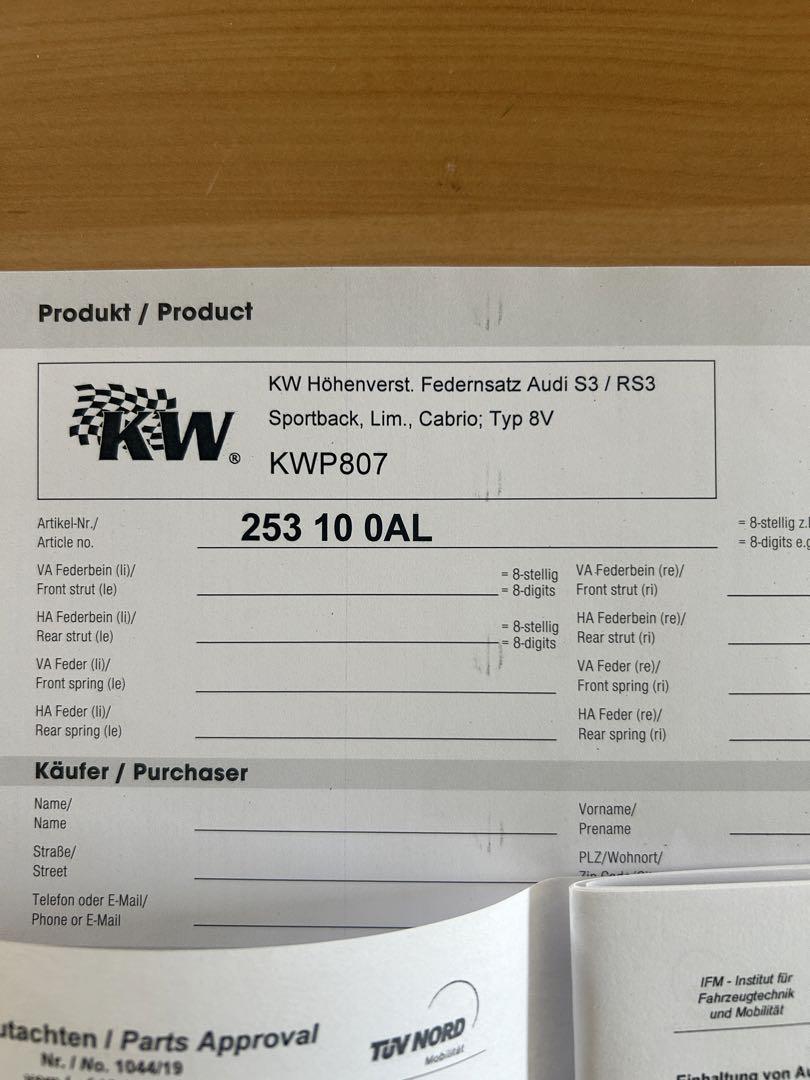 Produkt / Product
KW Höhenverst. Federnsatz Audi S3 / RS3
Sportback, Lim., Cabrio; Typ 8V
KW®
KWP807
Artikel-Nr./
Article no.
253 10 0AL
= 8-stellig
= 8-digits
VA Federbein (li)/
Front strut (le)
= 8-stellig
= 8-digits
VA Federbein (re)/
Front strut (ri)
HA Federbein (li)/
Rear strut (le)
= 8-stellig
= 8-digits
HA Federbein (re)/
Rear strut (ri)
VA Feder (li)/
Front spring (le)
VA Feder (re)/
Front spring (ri)
HA Feder (li)/
Rear spring (le)
HA Feder (re)/
Rear spring (ri)
Käufer / Purchaser
Name/
Name
Vorname/
Prename
Straße/
Street
PLZ/Wohnort/
Telefon oder E-Mail/
Phone or E-Mail
utachten / Parts Approval
Nr. / No. 1044/19
TÜV NORD
Mobilität
IFM - Institut für
Fahrzeugtechnik
und Mobilität
Einhaltung von